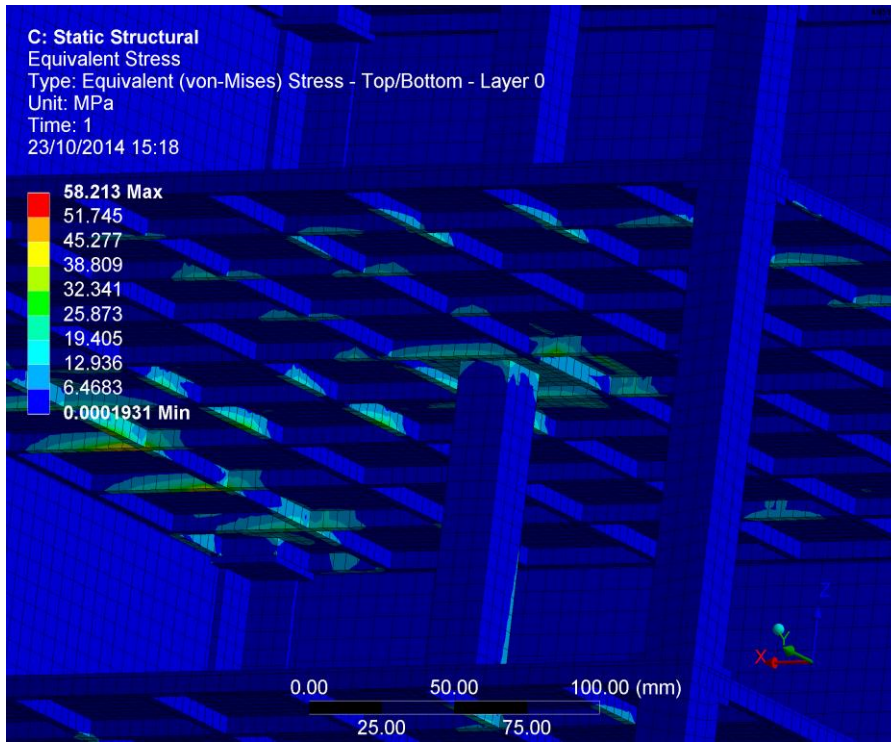 C: Static Structural
Equivalent Stress
Type: Equivalent (von-Mises) Stress - Top/Bottom - Layer 0
Unit: MPa
Time: 1
23/10/2014 15:18
58.213 Max
51.745
45.277
38.809
32.341
25.873
19.405
12.936
6.4683
0.0001931 Min
0.00 50.00 100.00 (mm)
25.00 75.00
Z
Y
X